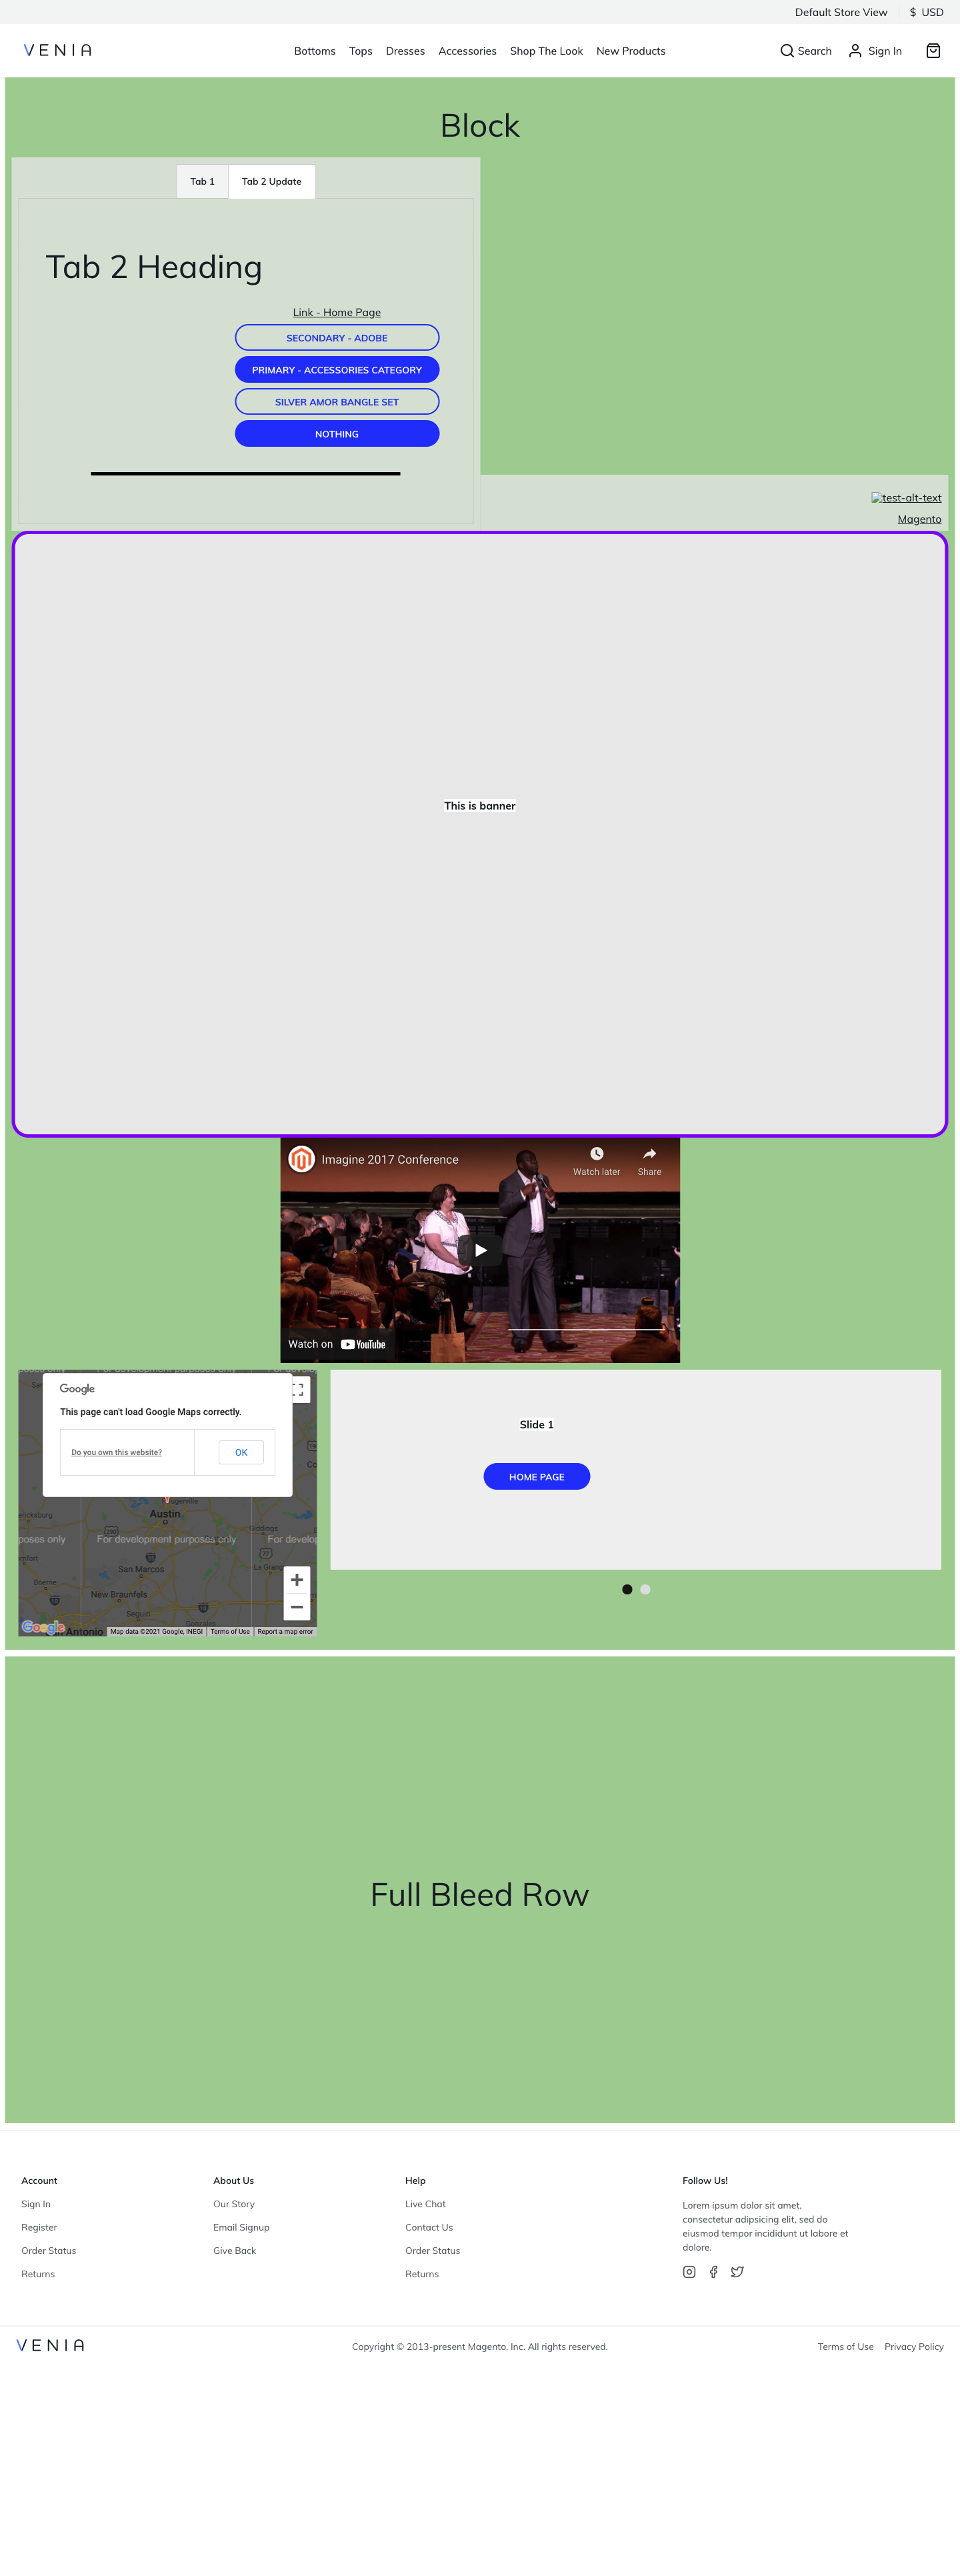 Default Store View
$ USD
VENIA
Bottoms Tops Dresses Accessories Shop The Look New Products
Search Sign In
Block
Tab 1 Tab 2 Update
Tab 2 Heading
Link - Home Page
SECONDARY - ADOBE
PRIMARY - ACCESSORIES CATEGORY
SILVER AMOR BANGLE SET
NOTHING
test-alt-text
Magento
This is banner
Imagine 2017 Conference
Watch later Share
Watch on YouTube
Google
This page can't load Google Maps correctly.
Do you own this website? OK
Austin
For development purposes only
San Marcos
La Grange
Boerne
New Braunfels
Seguin
Gonzales
Google
Map data ©2021 Google, INEGI Terms of Use Report a map error
Slide 1
HOME PAGE
Full Bleed Row
Account
Sign In
Register
Order Status
Returns
About Us
Our Story
Email Signup
Give Back
Help
Live Chat
Contact Us
Order Status
Returns
Follow Us!
Lorem ipsum dolor sit amet,
consectetur adipsicing elit, sed do
eiusmod tempor incididunt ut labore et
dolore.
VENIA
Copyright © 2013-present Magento, Inc. All rights reserved.
Terms of Use Privacy Policy